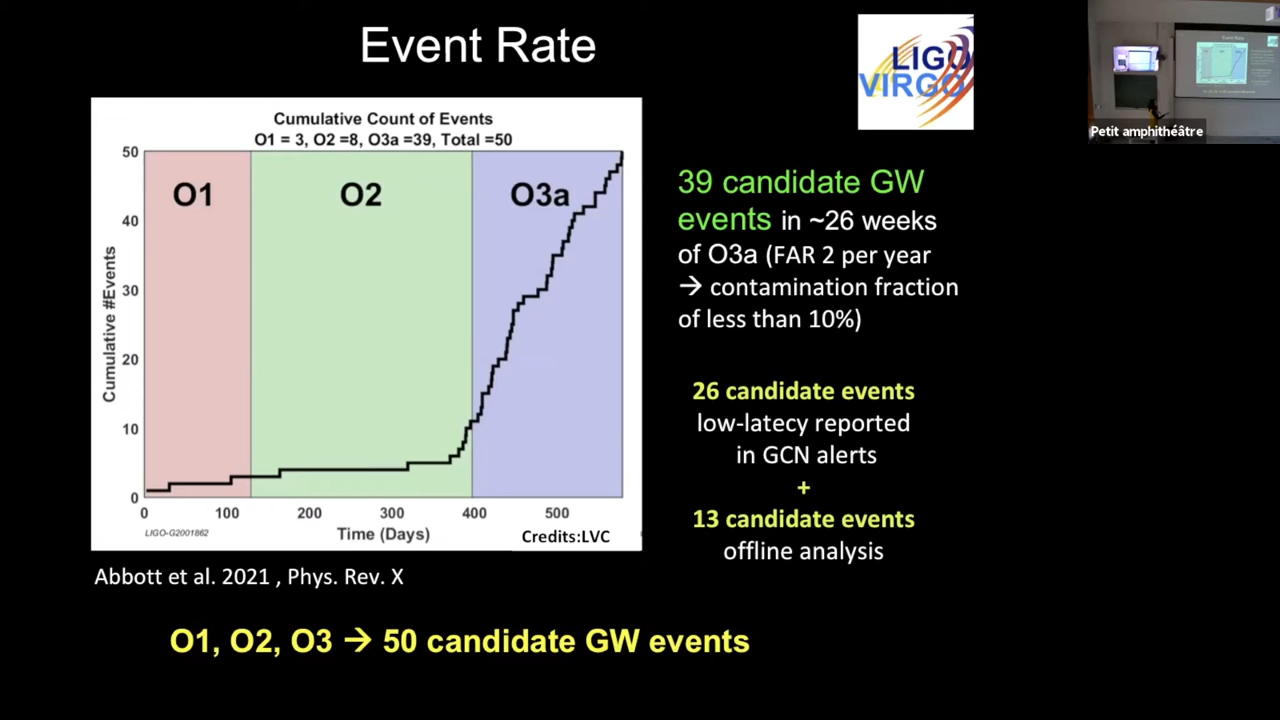 Event Rate
LIGO
VIRGO
Petit amphithéâtre
Cumulative Count of Events
O1 = 3, O2 =8, O3a =39, Total =50
O1
O2
O3a
Cumulative #Events
50
40
30
20
10
0
0
100
200
300
400
500
Time (Days)
LIGO-G2001862
Credits:LVC
39 candidate GW
events in ~26 weeks
of O3a (FAR 2 per year
→ contamination fraction
of less than 10%)
26 candidate events
low-latecy reported
in GCN alerts
+
13 candidate events
offline analysis
Abbott et al. 2021 , Phys. Rev. X
O1, O2, O3 → 50 candidate GW events